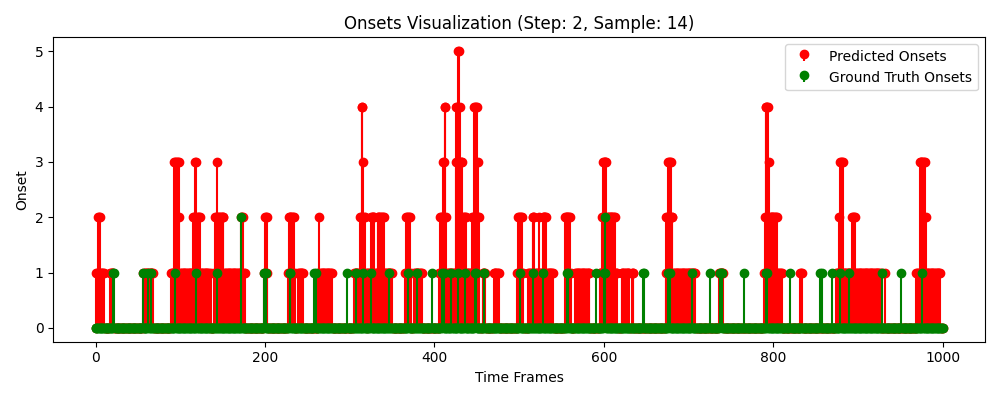 Onsets Visualization (Step: 2, Sample: 14)
Predicted Onsets
Ground Truth Onsets
Onset
5
4
3
2
1
0
0 200 400 600 800 1000
Time Frames